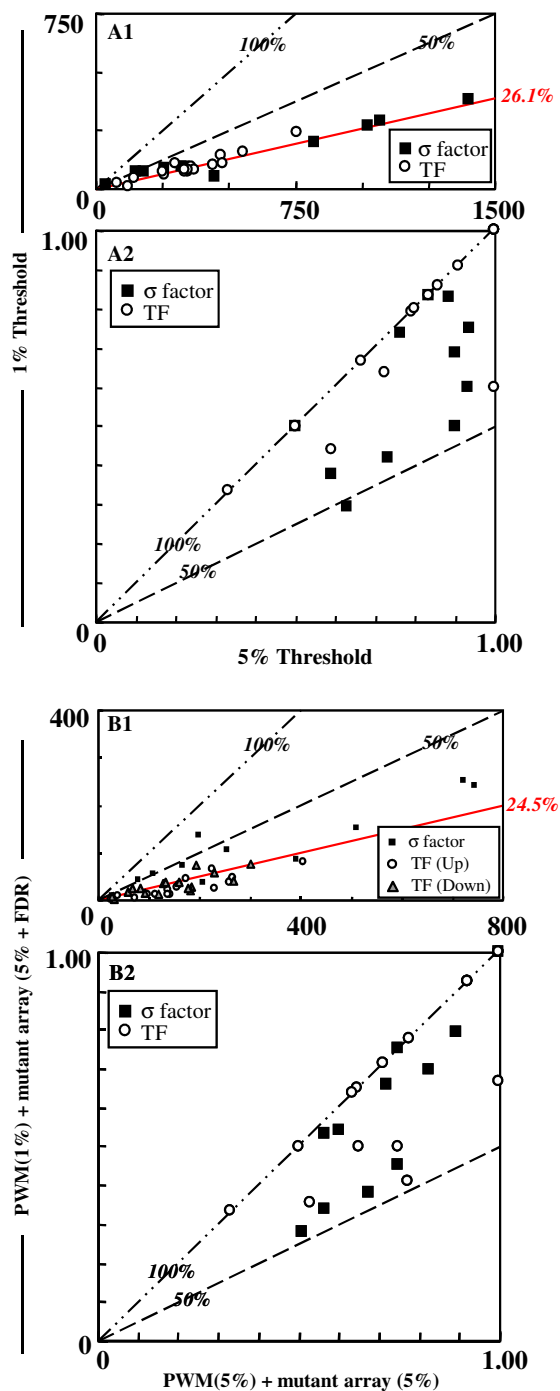 750
A1
100%
50%
26.1%
σ factor
TF
0
0
750
1500
1% Threshold
1.00
A2
σ factor
TF
100%
50%
0
0
1.00
5% Threshold
400
B1
100%
50%
24.5%
σ factor
TF (Up)
TF (Down)
0
0
400
800
PWM(1%) + mutant array (5% + FDR)
1.00
B2
σ factor
TF
100%
50%
0
0
1.00
PWM(5%) + mutant array (5%)